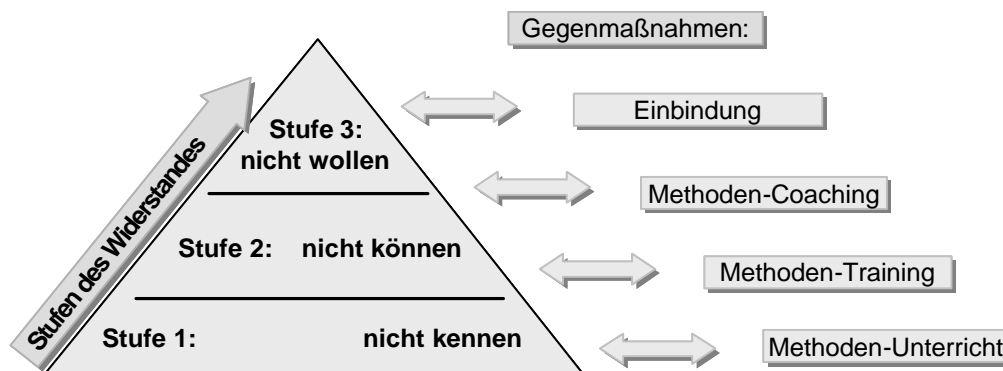 Gegenmaßnahmen:
Stufen des Widerstandes
Stufe 3:
nicht wollen
Einbindung
Methoden-Coaching
Stufe 2: nicht können
Methoden-Training
Stufe 1: nicht kennen
Methoden-Unterricht